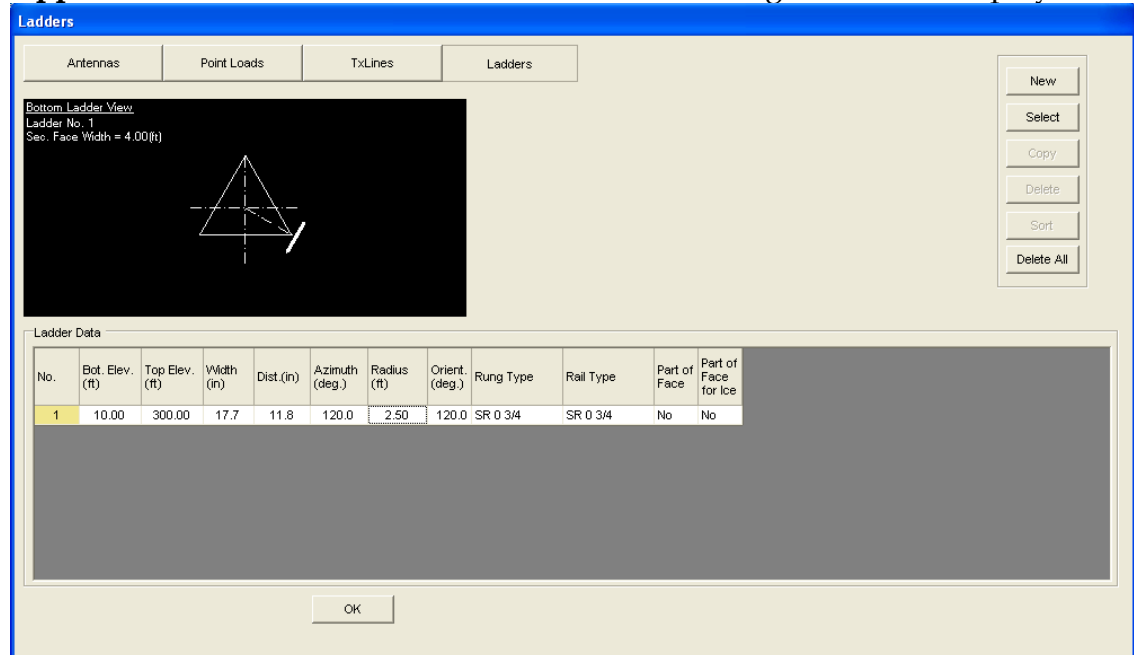 Ladders
Antennas Point Loads TxLines Ladders
New
Select
Copy
Delete
Sort
Delete All
Bottom Ladder View
Ladder No. 1
Sec. Face Width = 4.00(ft)
Ladder Data
No. Bot. Elev. (ft) Top Elev. (ft) Width (in) Dist.(in) Azimuth (deg.) Radius (ft) Orient. (deg.) Rung Type Rail Type Part of Face Part of Face for Ice
1 10.00 300.00 17.7 11.8 120.0 2.50 120.0 SR 0 3/4 SR 0 3/4 No No
OK